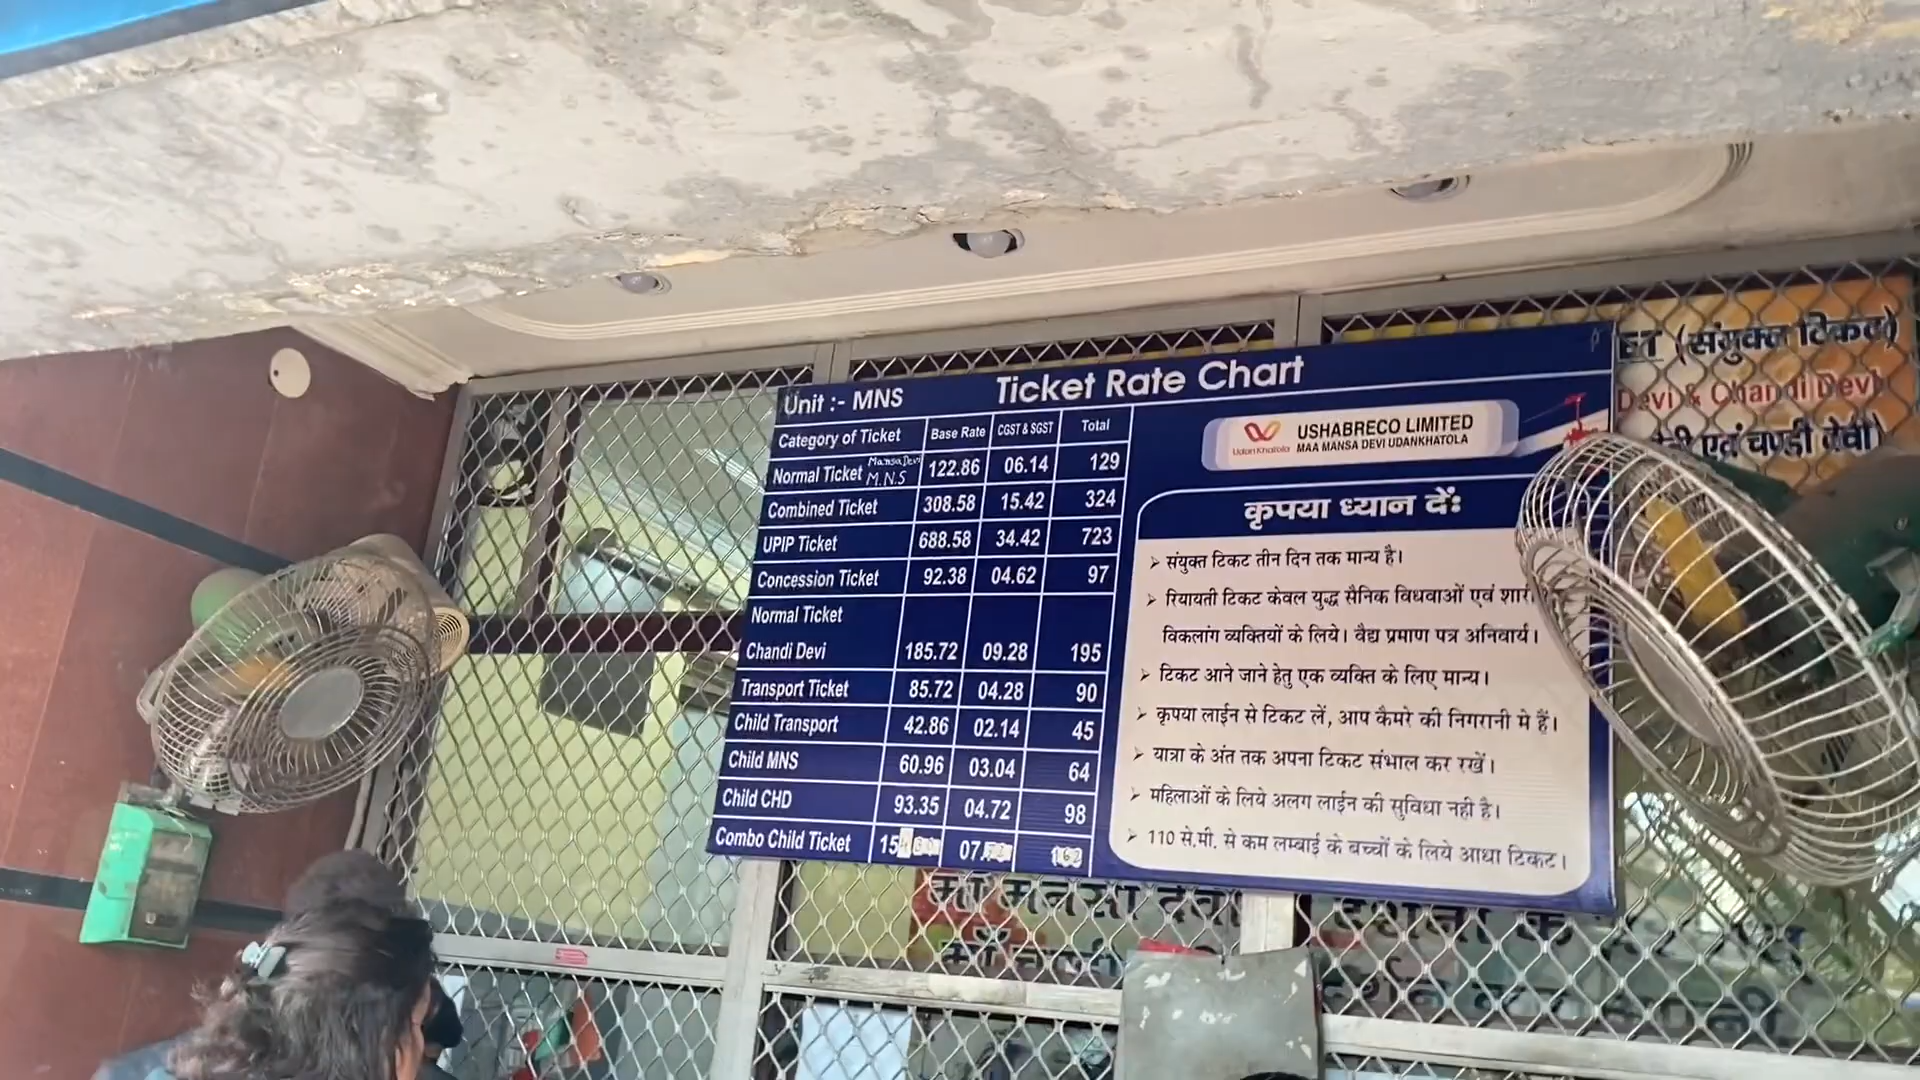 Unit :- MNS Ticket Rate Chart
Category of Ticket Base Rate CGST & SGST Total
Normal Ticket Mansa Devi M.N.S 122.86 06.14 129
Combined Ticket 308.58 15.42 324
UPIP Ticket 688.58 34.42 723
Concession Ticket 92.38 04.62 97
Normal Ticket
Chandi Devi 185.72 09.28 195
Transport Ticket 85.72 04.28 90
Child Transport 42.86 02.14 45
Child MNS 60.96 03.04 64
Child CHD 93.35 04.72 98
Combo Child Ticket 162
Udan Khatola
USHABRECO LIMITED
MAA MANSA DEVI UDANKHATOLA
कृपया ध्यान दें:
संयुक्त टिकट तीन दिन तक मान्य है।
रियायती टिकट केवल युद्ध सैनिक विधवाओं एवं
विकलांग व्यक्तियों के लिये। वैद्य प्रमाण पत्र अनिवार्य।
टिकट आने जाने हेतु एक व्यक्ति के लिए मान्य।
कृपया लाईन से टिकट लें, आप कैमरे की निगरानी मे हैं।
यात्रा के अंत तक अपना टिकट संभाल कर रखें।
महिलाओं के लिये अलग लाईन की सुविधा नही है।
110 से.मी. से कम लम्बाई के बच्चों के लिये आधा टिकट।
(संयुक्त टिकट)
Devi & Chandi Devi)
एवं चण्डी देवी)
माँ मनसा देवी